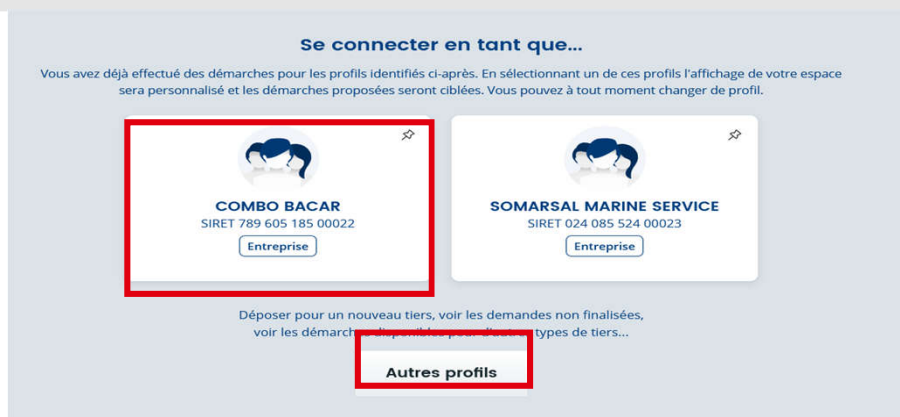 Se connecter en tant que...
Vous avez déjà effectué des démarches pour les profils identifiés ci-après. En sélectionnant un de ces profils l'affichage de votre espace
sera personnalisé et les démarches proposées seront ciblées. Vous pouvez à tout moment changer de profil.
COMBO BACAR
SIRET 789 605 185 00022
Entreprise
SOMARSAL MARINE SERVICE
SIRET 024 085 524 00023
Entreprise
Déposer pour un nouveau tiers, voir les demandes non finalisées,
voir les démarches disponibles pour d'autres types de tiers...
Autres profils